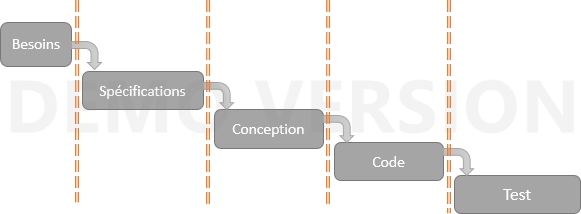 Besoins
Spécifications
Conception
Code
Test
DEMO VERSION